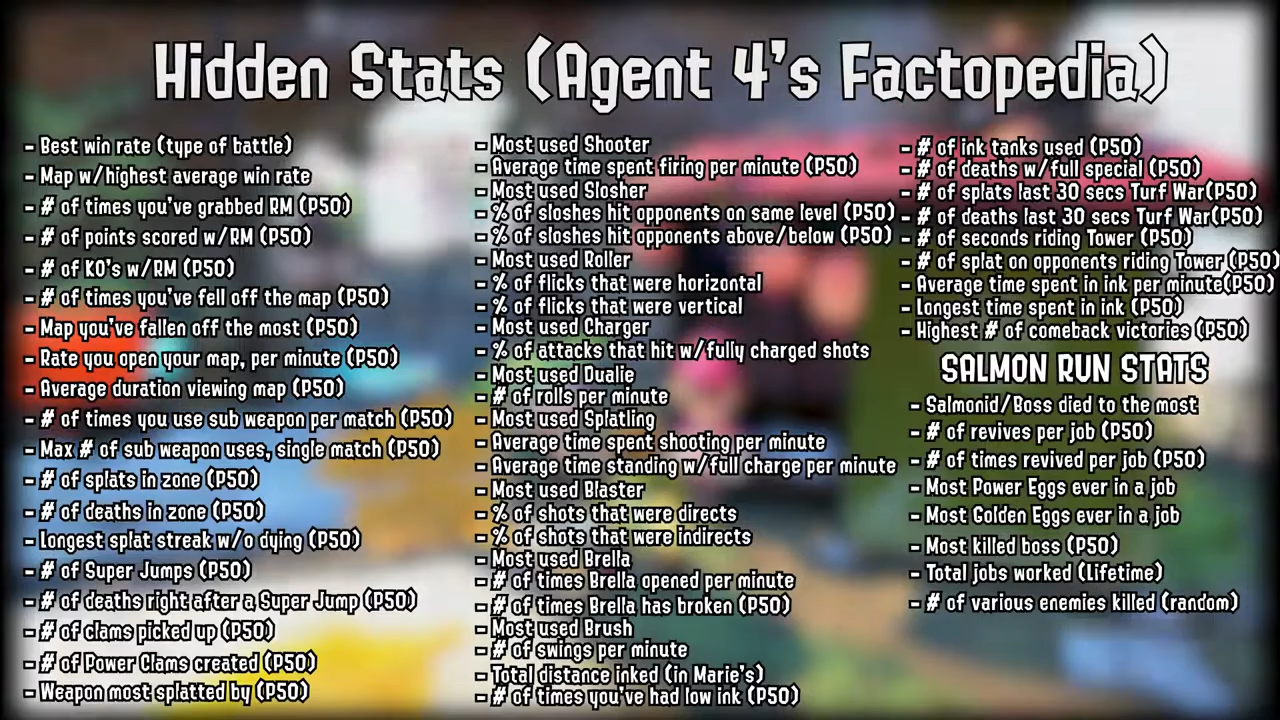 Hidden Stats (Agent 4's Factopedia)
- Best win rate (type of battle)
- Map w/highest average win rate
- # of times you've grabbed RM (P50)
- # of points scored w/RM (P50)
- # of KO's w/RM (P50)
- # of times you've fell off the map (P50)
- Map you've fallen off the most (P50)
- Rate you open your map, per minute (P50)
- Average duration viewing map (P50)
- # of times you use sub weapon per match (P50)
- Max # of sub weapon uses, single match (P50)
- # of splats in zone (P50)
- # of deaths in zone (P50)
- Longest splat streak w/o dying (P50)
- # of Super Jumps (P50)
- # of deaths right after a Super Jump (P50)
- # of clams picked up (P50)
- # of Power Clams created (P50)
- Weapon most splatted by (P50)
- Most used Shooter
- Average time spent firing per minute (P50)
- Most used Slosher
- % of sloshes hit opponents on same level (P50)
- % of sloshes hit opponents above/below (P50)
- Most used Roller
- % of flicks that were horizontal
- % of flicks that were vertical
- Most used Charger
- % of attacks that hit w/fully charged shots
- Most used Dualie
- # of rolls per minute
- Most used Splatling
- Average time spent shooting per minute
- Average time standing w/full charge per minute
- Most used Blaster
- % of shots that were directs
- % of shots that were indirects
- Most used Brella
- # of times Brella opened per minute
- # of times Brella has broken (P50)
- Most used Brush
- # of swings per minute
- Total distance inked (in Marie's)
- # of times you've had low ink (P50)
- # of ink tanks used (P50)
- # of deaths w/full special (P50)
- # of splats last 30 secs Turf War(P50)
- # of deaths last 30 secs Turf War(P50)
- # of seconds riding Tower (P50)
- # of splat on opponents riding Tower (P50)
- Average time spent in ink per minute(P50)
- Longest time spent in ink (P50)
- Highest # of comeback victories (P50)
SALMON RUN STATS
- Salmonid/Boss died to the most
- # of revives per job (P50)
- # of times revived per job (P50)
- Most Power Eggs ever in a job
- Most Golden Eggs ever in a job
- Most killed boss (P50)
- Total jobs worked (Lifetime)
- # of various enemies killed (random)